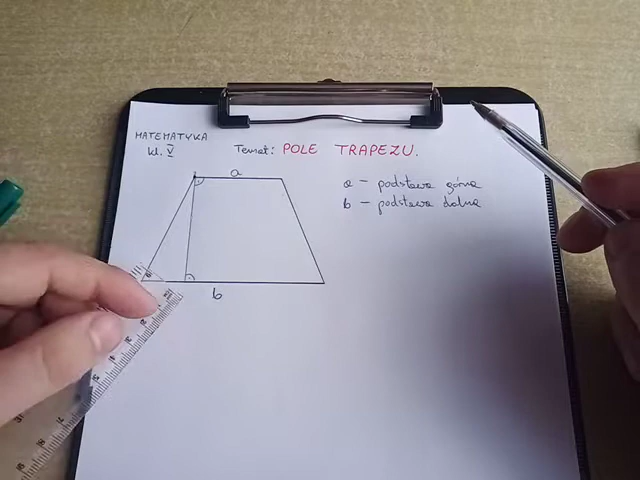 MATEMATYKA
kl. V
Temat: POLE TRAPEZU.
a
a – podstawa górna
b – podstawa dolna
b